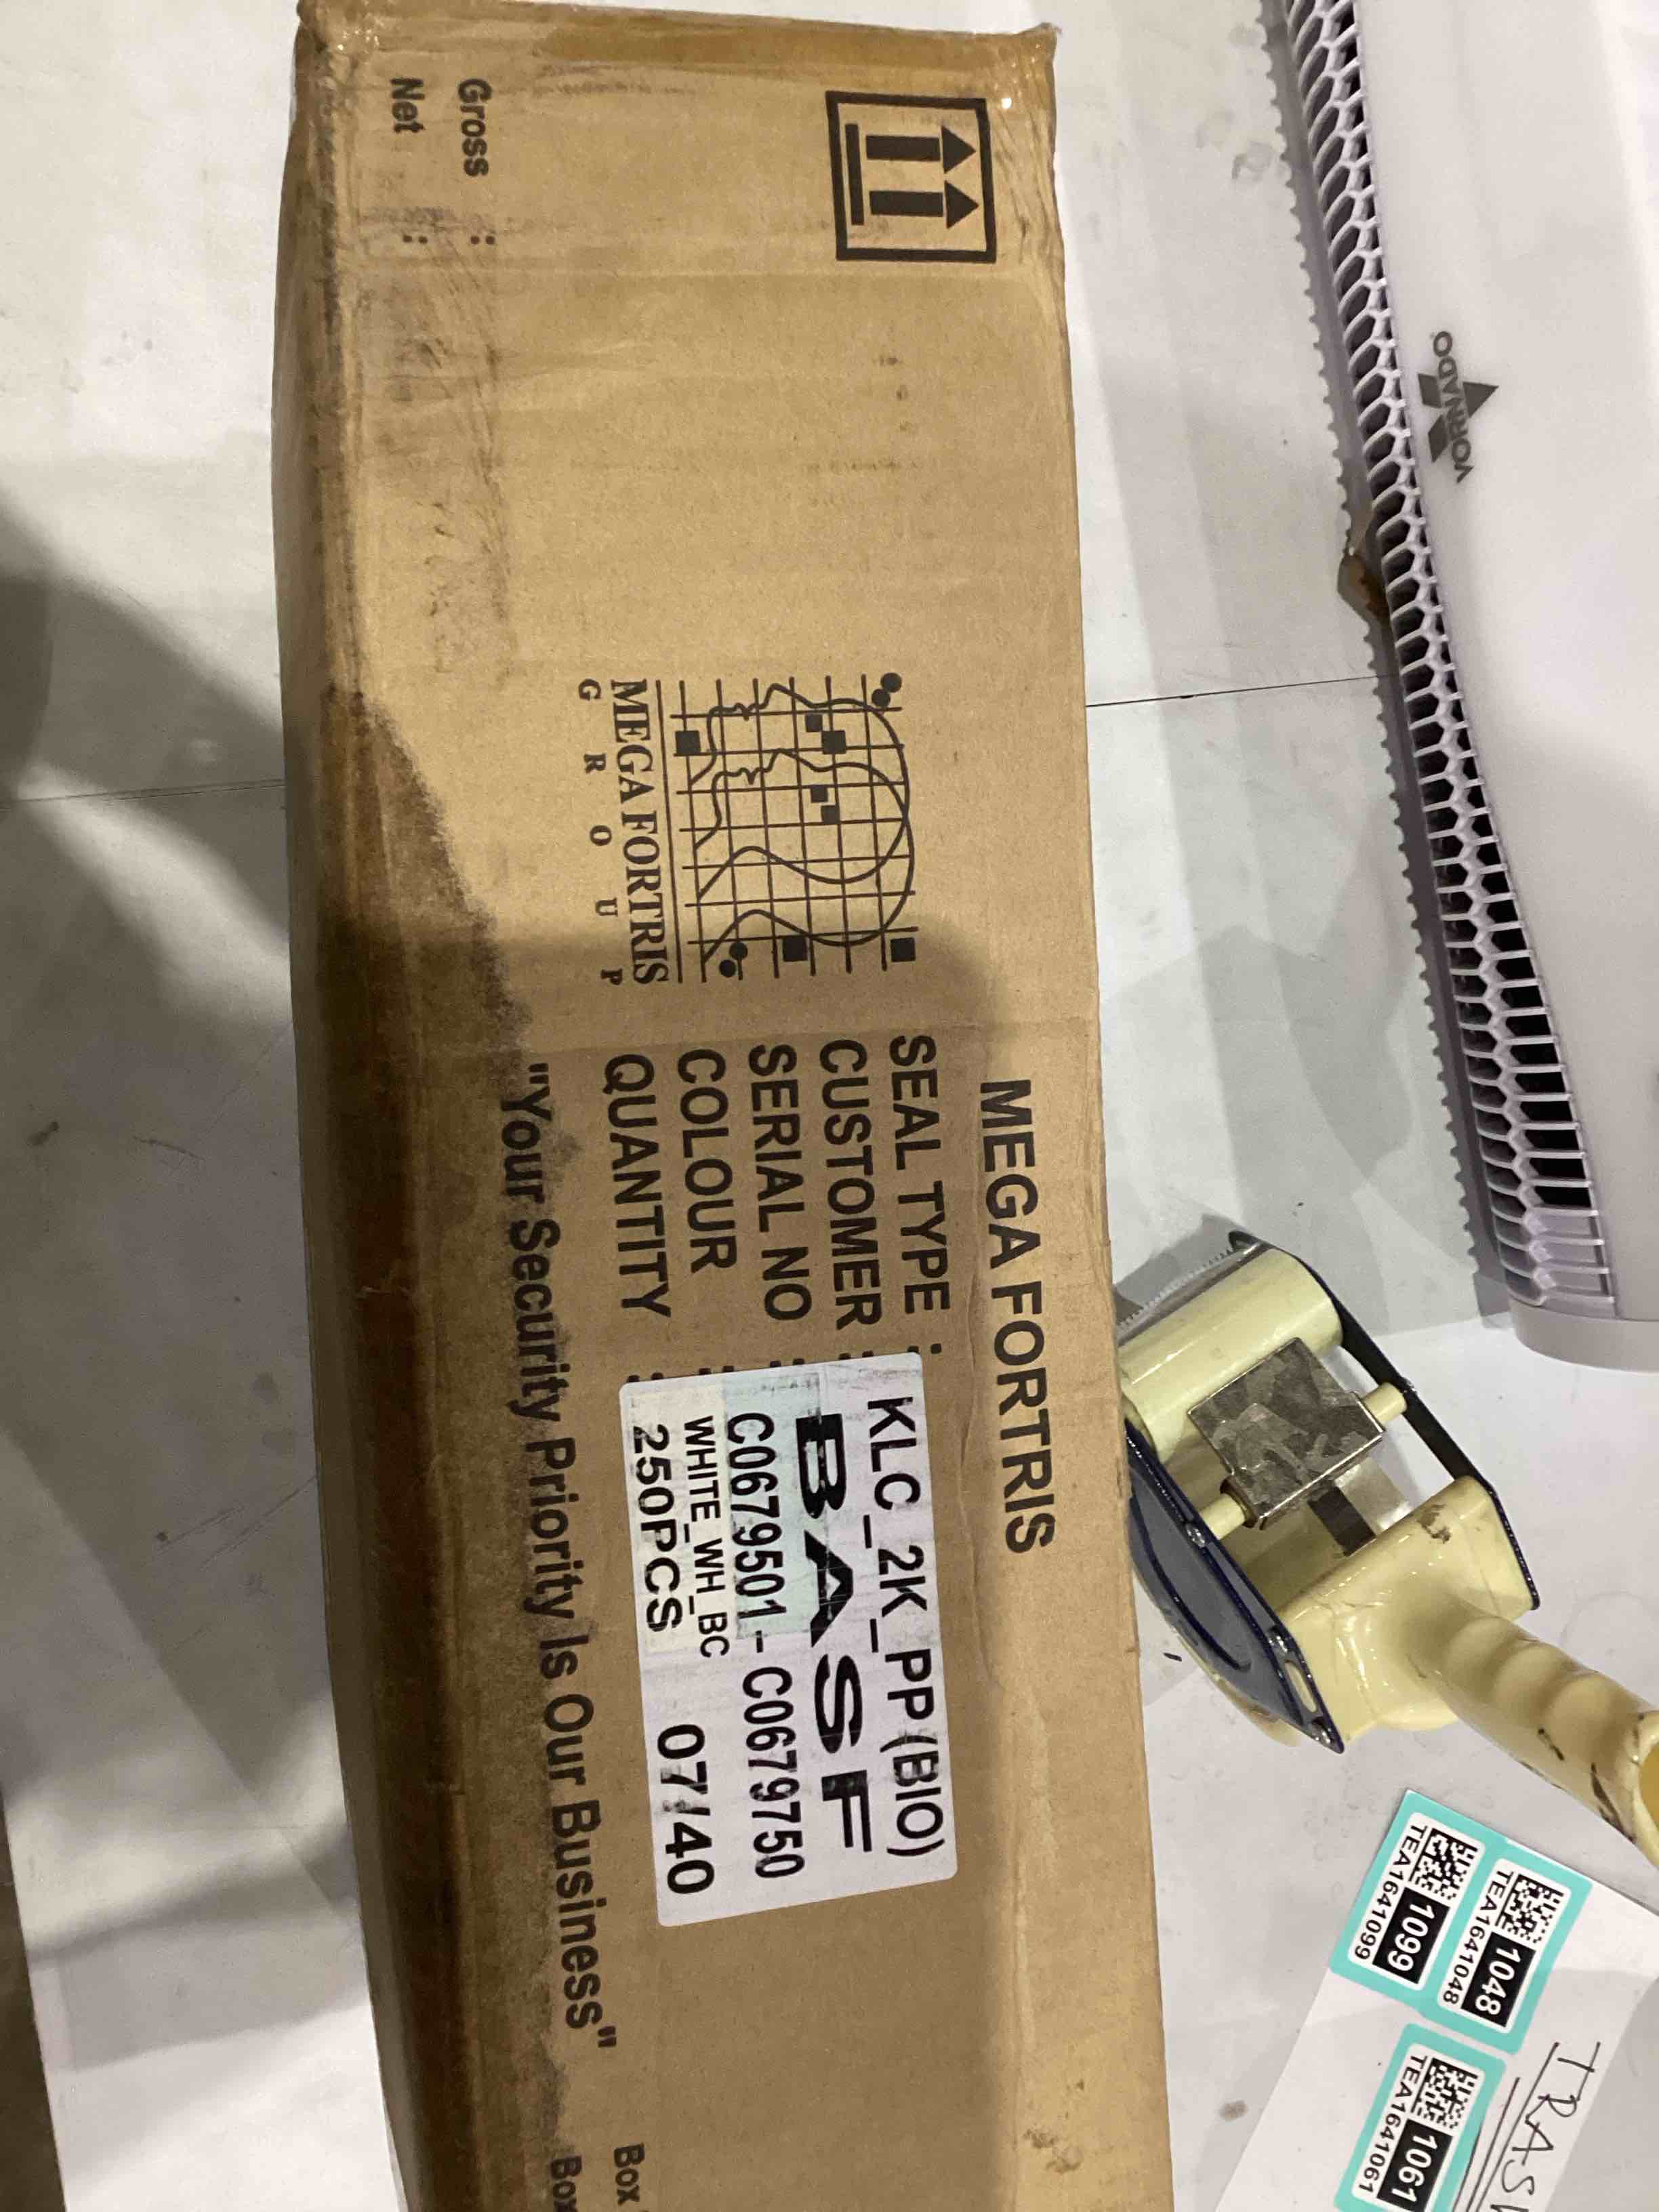 MEGA FORTRIS
SEAL TYPE : KLC_2K_PP (BIO)
CUSTOMER : BASF
SERIAL NO : C0679501 - C0679750
COLOUR : WHITE_WH_BC
QUANTITY : 250PCS 07/40
"Your Security Priority Is Our Business"
MEGA FORTRIS
GROUP
Gross :
Net :
Box
Box
VORNADO
1048
TEA1641048
1099
TEA1641099
1061
TEA1641061